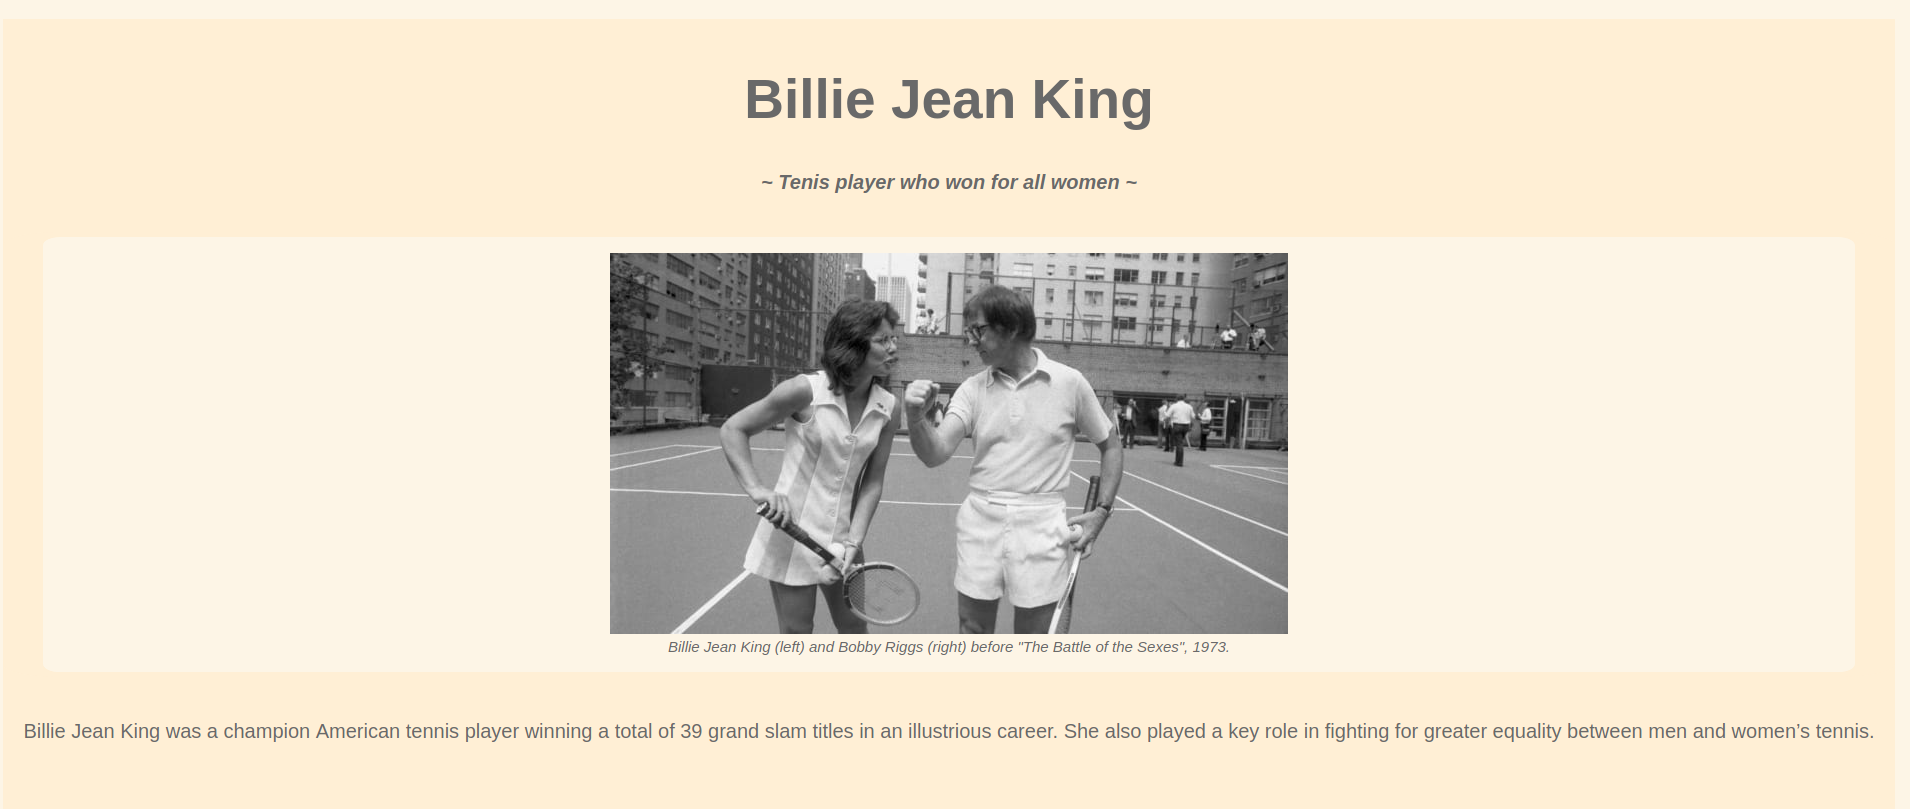 Billie Jean King
~ Tenis player who won for all women ~
Billie Jean King (left) and Bobby Riggs (right) before "The Battle of the Sexes", 1973.
Billie Jean King was a champion American tennis player winning a total of 39 grand slam titles in an illustrious career. She also played a key role in fighting for greater equality between men and women’s tennis.